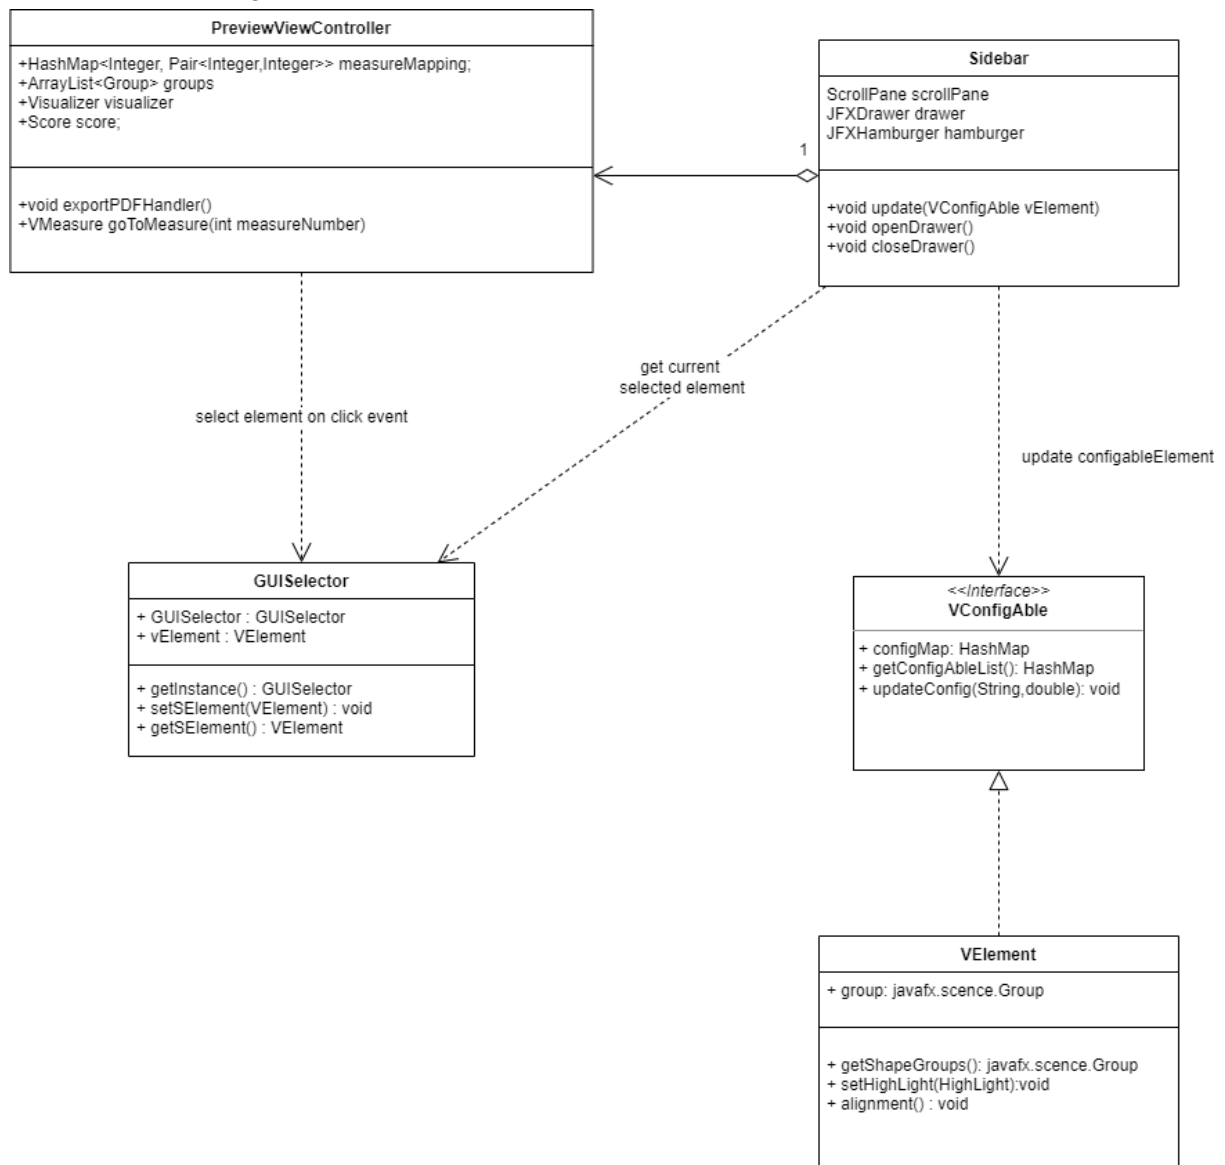 PreviewViewController
+HashMap<Integer, Pair<Integer,Integer>> measureMapping;
+ArrayList<Group> groups
+Visualizer visualizer
+Score score;
+void exportPDFHandler()
+VMeasure goToMeasure(int measureNumber)
Sidebar
ScrollPane scrollPane
JFXDrawer drawer
JFXHamburger hamburger
1
+void update(VConfigAble vElement)
+void openDrawer()
+void closeDrawer()
get current
selected element
select element on click event
update configableElement
GUISelector
+ GUISelector : GUISelector
+ vElement : VElement
+ getInstance() : GUISelector
+ setSElement(VElement) : void
+ getSElement() : VElement
<<Interface>>
VConfigAble
+ configMap: HashMap
+ getConfigAbleList(): HashMap
+ updateConfig(String,double): void
VElement
+ group: javafx.scence.Group
+ getShapeGroups(): javafx.scence.Group
+ setHighLight(HighLight):void
+ alignment() : void